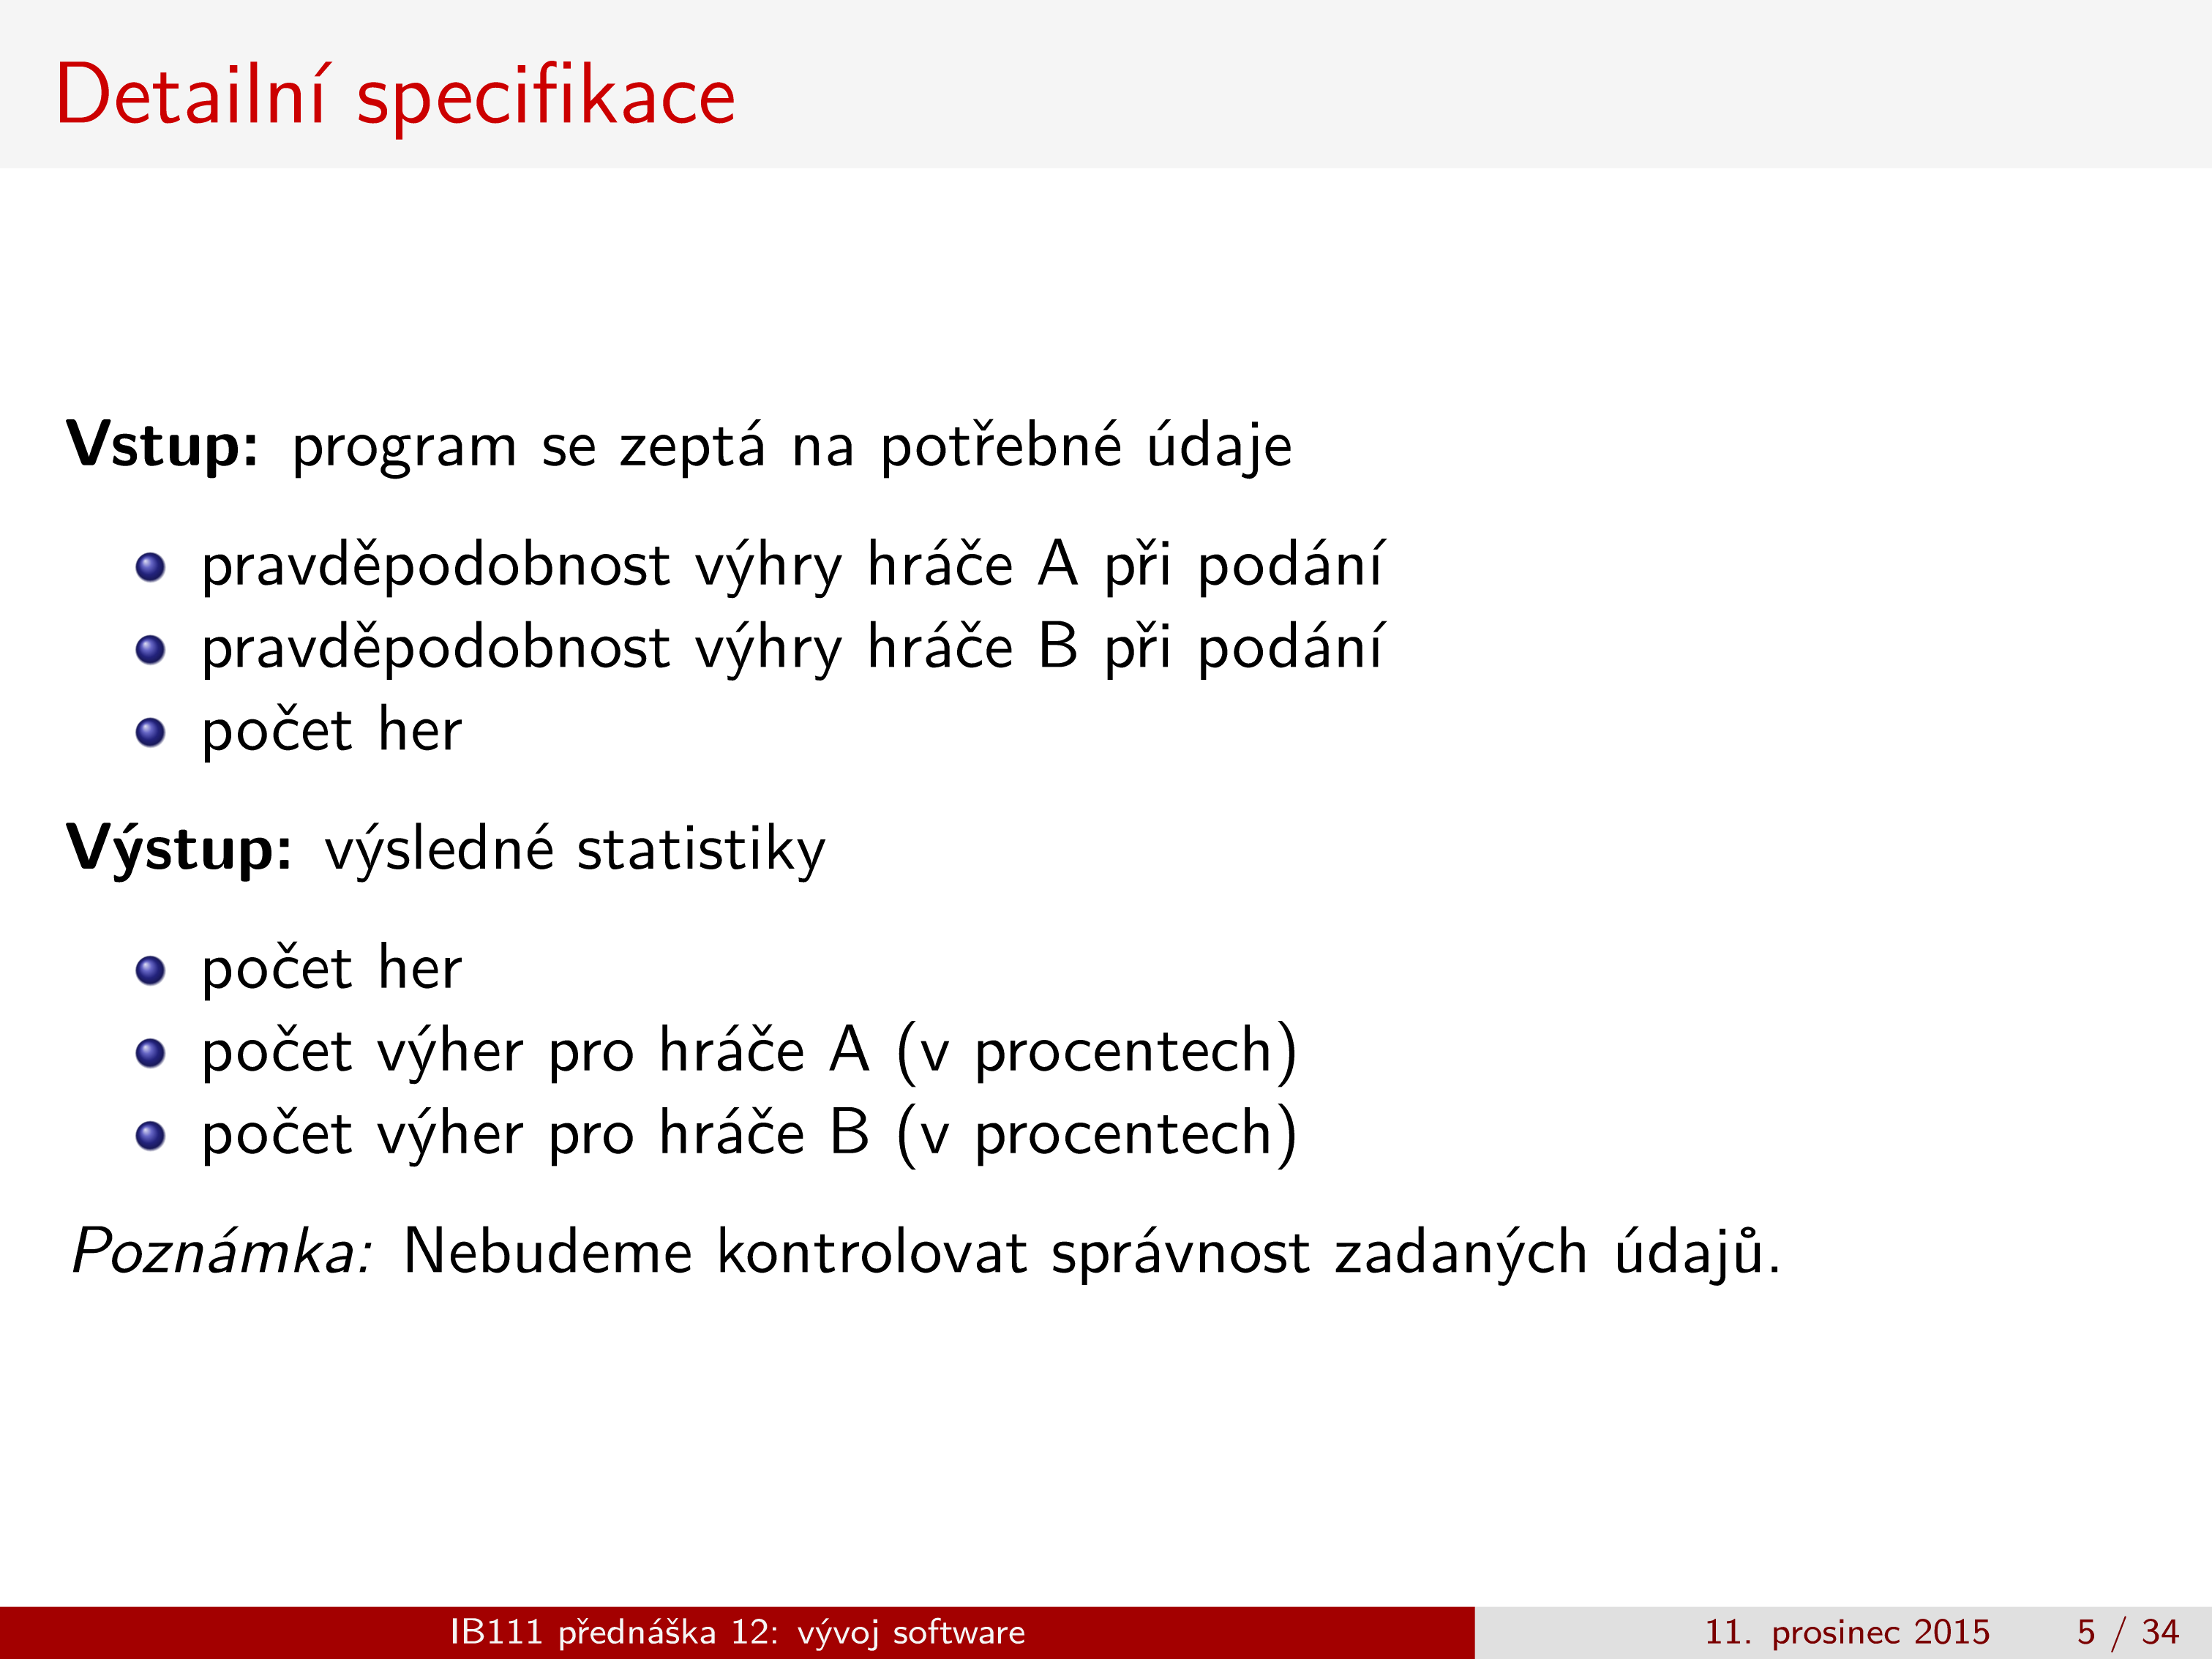 Detailní specifikace
Vstup: program se zeptá na potřebné údaje
pravděpodobnost výhry hráče A při podání
pravděpodobnost výhry hráče B při podání
počet her
Výstup: výsledné statistiky
počet her
počet výher pro hráče A (v procentech)
počet výher pro hráče B (v procentech)
Poznámka: Nebudeme kontrolovat správnost zadaných údajů.
IB111 přednáška 12: vývoj software 11. prosinec 2015 5 / 34